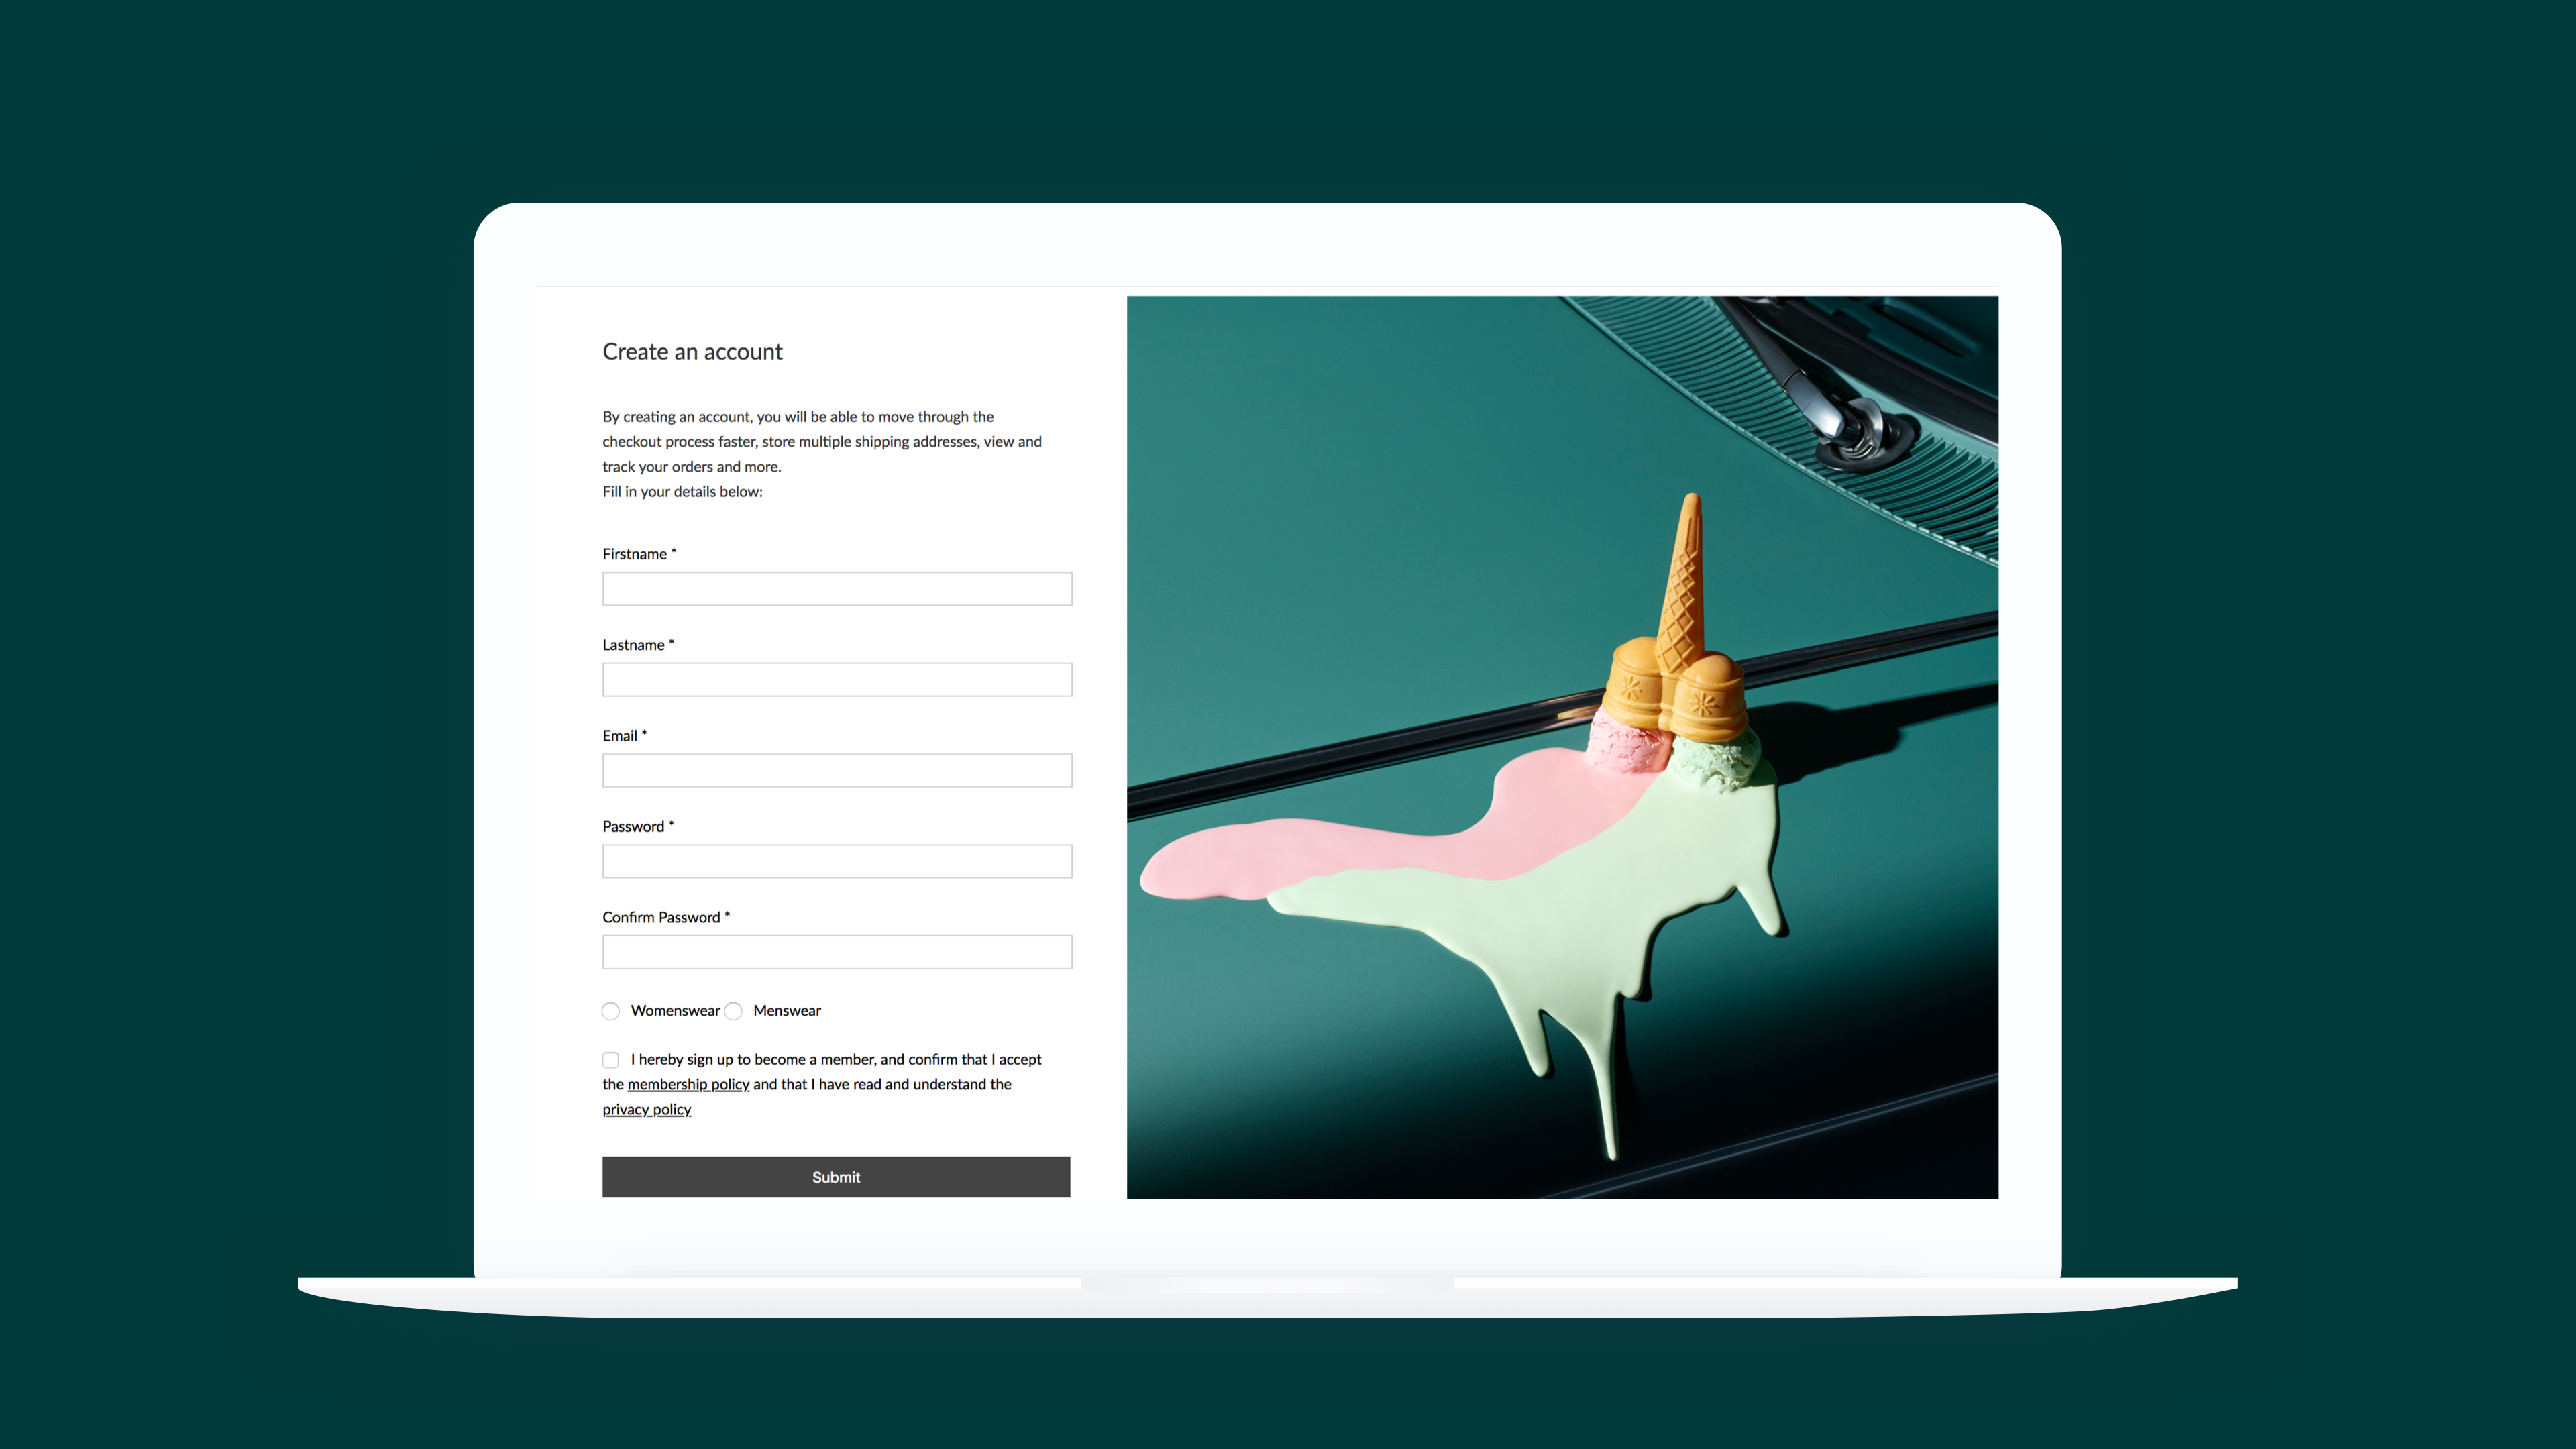 Create an account
By creating an account, you will be able to move through the
checkout process faster, store multiple shipping addresses, view and
track your orders and more.
Fill in your details below:
Firstname *
Lastname *
Email *
Password *
Confirm Password *
Womenswear Menswear
I hereby sign up to become a member, and confirm that I accept
the membership policy and that I have read and understand the
privacy policy
Submit